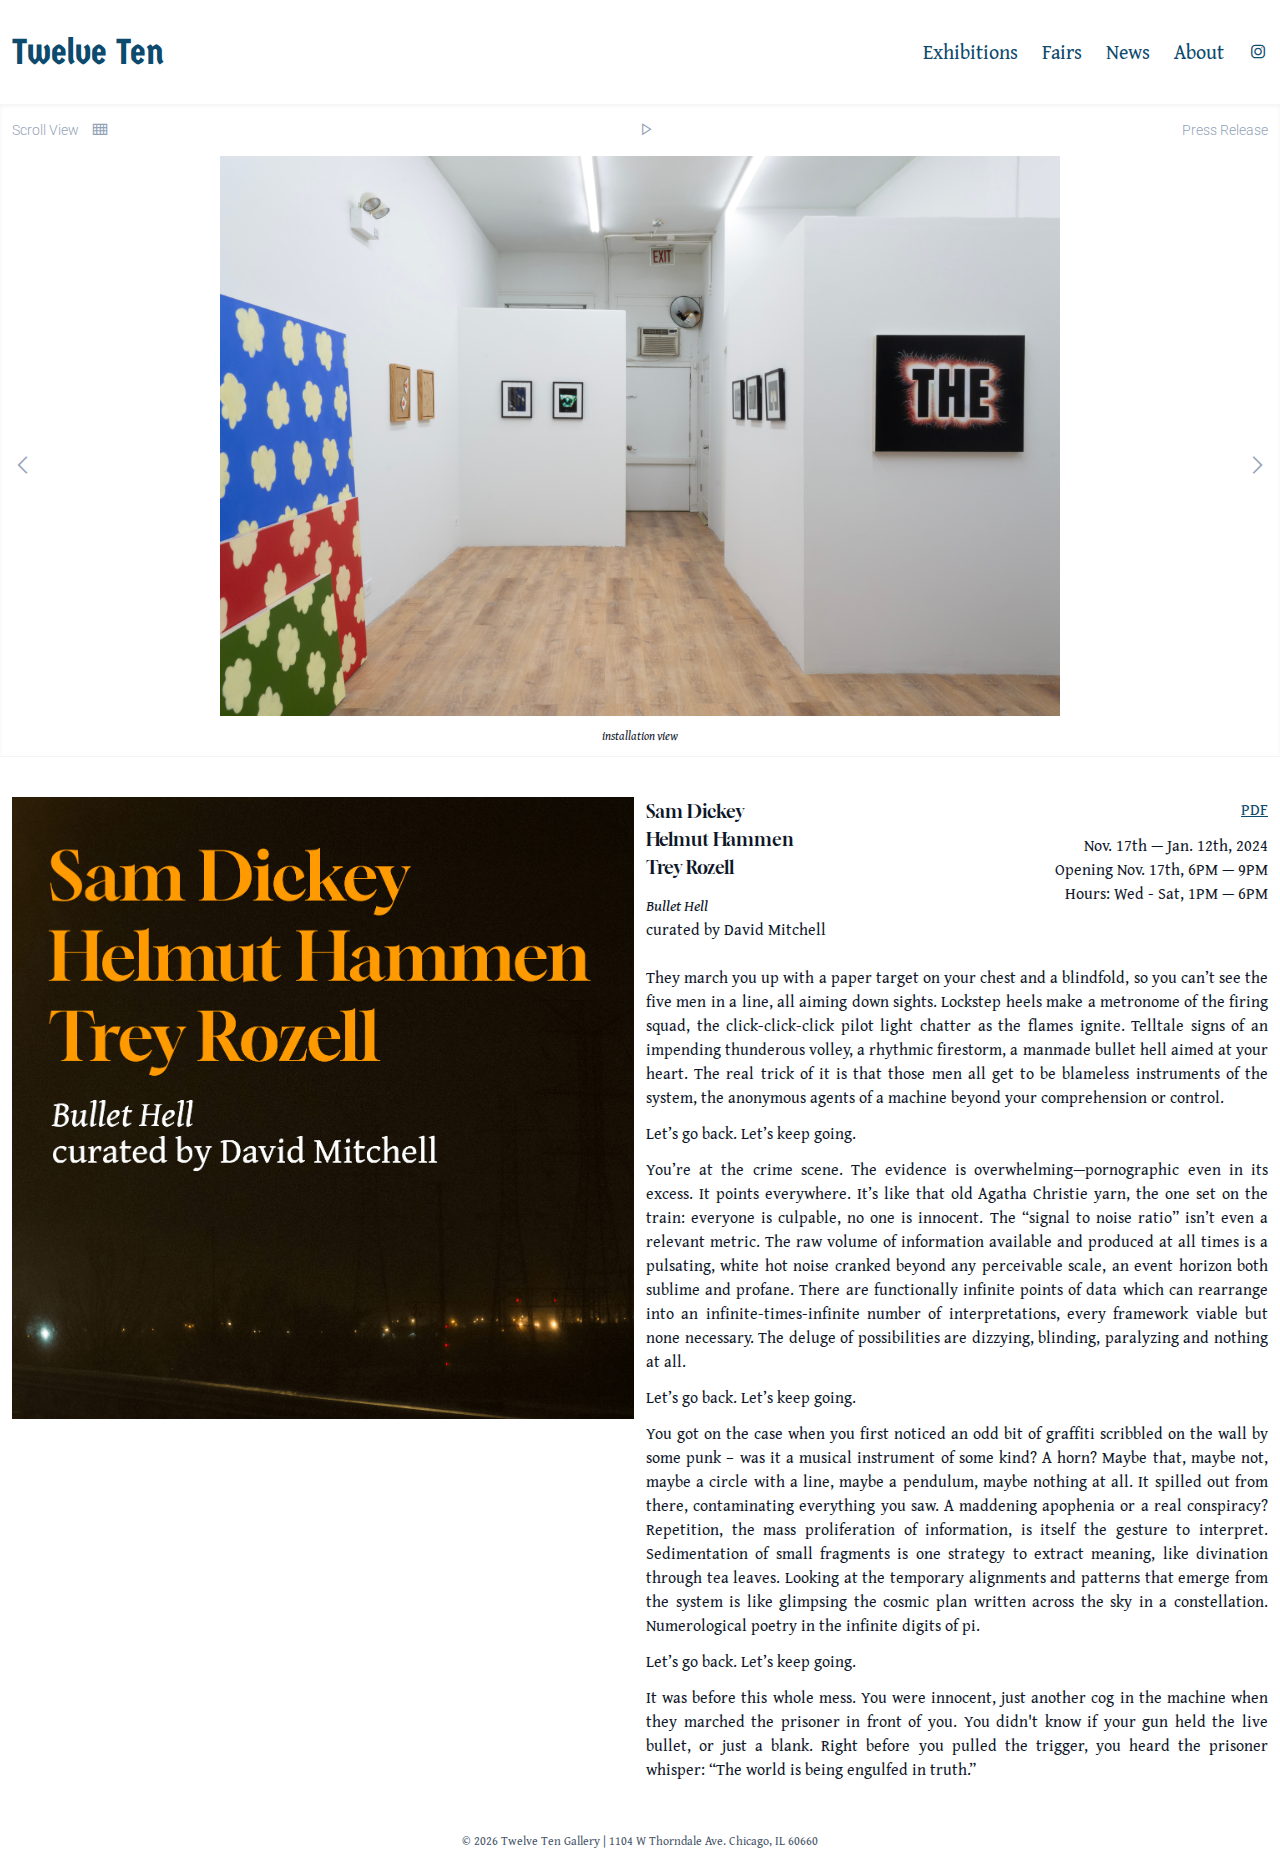 Twelve Ten
Exhibitions Fairs News About
Scroll View
Press Release
EXIT
THE
installation view
Sam Dickey
Helmut Hammen
Trey Rozell
Bullet Hell
curated by David Mitchell
Sam Dickey
Helmut Hammen
Trey Rozell
Bullet Hell
curated by David Mitchell
PDF
Nov. 17th — Jan. 12th, 2024
Opening Nov. 17th, 6PM — 9PM
Hours: Wed - Sat, 1PM — 6PM
They march you up with a paper target on your chest and a blindfold, so you can’t see the
five men in a line, all aiming down sights. Lockstep heels make a metronome of the firing
squad, the click-click-click pilot light chatter as the flames ignite. Telltale signs of an
impending thunderous volley, a rhythmic firestorm, a manmade bullet hell aimed at your
heart. The real trick of it is that those men all get to be blameless instruments of the
system, the anonymous agents of a machine beyond your comprehension or control.
Let’s go back. Let’s keep going.
You’re at the crime scene. The evidence is overwhelming—pornographic even in its
excess. It points everywhere. It’s like that old Agatha Christie yarn, the one set on the
train: everyone is culpable, no one is innocent. The “signal to noise ratio” isn’t even a
relevant metric. The raw volume of information available and produced at all times is a
pulsating, white hot noise cranked beyond any perceivable scale, an event horizon both
sublime and profane. There are functionally infinite points of data which can rearrange
into an infinite-times-infinite number of interpretations, every framework viable but
none necessary. The deluge of possibilities are dizzying, blinding, paralyzing and nothing
at all.
Let’s go back. Let’s keep going.
You got on the case when you first noticed an odd bit of graffiti scribbled on the wall by
some punk – was it a musical instrument of some kind? A horn? Maybe that, maybe not,
maybe a circle with a line, maybe a pendulum, maybe nothing at all. It spilled out from
there, contaminating everything you saw. A maddening apophenia or a real conspiracy?
Repetition, the mass proliferation of information, is itself the gesture to interpret.
Sedimentation of small fragments is one strategy to extract meaning, like divination
through tea leaves. Looking at the temporary alignments and patterns that emerge from
the system is like glimpsing the cosmic plan written across the sky in a constellation.
Numerological poetry in the infinite digits of pi.
Let’s go back. Let’s keep going.
It was before this whole mess. You were innocent, just another cog in the machine when
they marched the prisoner in front of you. You didn't know if your gun held the live
bullet, or just a blank. Right before you pulled the trigger, you heard the prisoner
whisper: “The world is being engulfed in truth.”
© 2026 Twelve Ten Gallery | 1104 W Thorndale Ave. Chicago, IL 60660